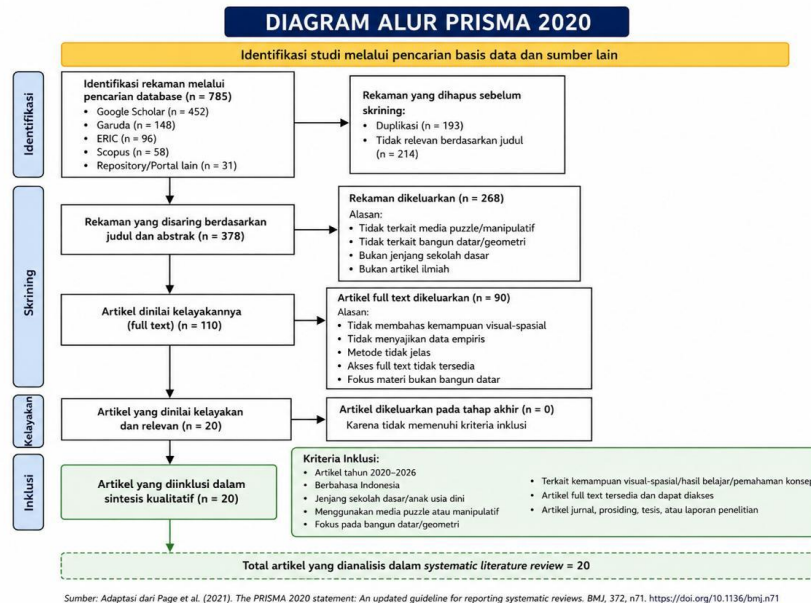 DIAGRAM ALUR PRISMA 2020
Identifikasi studi melalui pencarian basis data dan sumber lain
Identifikasi
Identifikasi rekaman melalui
pencarian database (n = 785)
• Google Scholar (n = 452)
• Garuda (n = 148)
• ERIC (n = 96)
• Scopus (n = 58)
• Repository/Portal lain (n = 31)
Rekaman yang dihapus sebelum
skrining:
• Duplikasi (n = 193)
• Tidak relevan berdasarkan judul
(n = 214)
Skrining
Rekaman yang disaring berdasarkan
judul dan abstrak (n = 378)
Rekaman dikeluarkan (n = 268)
Alasan:
• Tidak terkait media puzzle/manipulatif
• Tidak terkait bangun datar/geometri
• Bukan jenjang sekolah dasar
• Bukan artikel ilmiah
Artikel dinilai kelayakannya
(full text) (n = 110)
Artikel full text dikeluarkan (n = 90)
Alasan:
• Tidak membahas kemampuan visual-spasial
• Tidak menyajikan data empiris
• Metode tidak jelas
• Akses full text tidak tersedia
• Fokus materi bukan bangun datar
Kelayakan
Artikel yang dinilai kelayakan
dan relevan (n = 20)
Artikel dikeluarkan pada tahap akhir (n = 0)
Karena tidak memenuhi kriteria inklusi
Inklusi
Artikel yang diinklusi dalam
sintesis kualitatif (n = 20)
Kriteria Inklusi:
• Artikel tahun 2020–2026
• Berbahasa Indonesia
• Jenjang sekolah dasar/anak usia dini
• Menggunakan media puzzle atau manipulatif
• Fokus pada bangun datar/geometri
• Terkait kemampuan visual-spasial/hasil belajar/pemahaman konsep
• Artikel full text tersedia dan dapat diakses
• Artikel jurnal, prosiding, tesis, atau laporan penelitian
Total artikel yang dianalisis dalam systematic literature review = 20
Sumber: Adaptasi dari Page et al. (2021). The PRISMA 2020 statement: An updated guideline for reporting systematic reviews. BMJ, 372, n71. https://doi.org/10.1136/bmj.n71